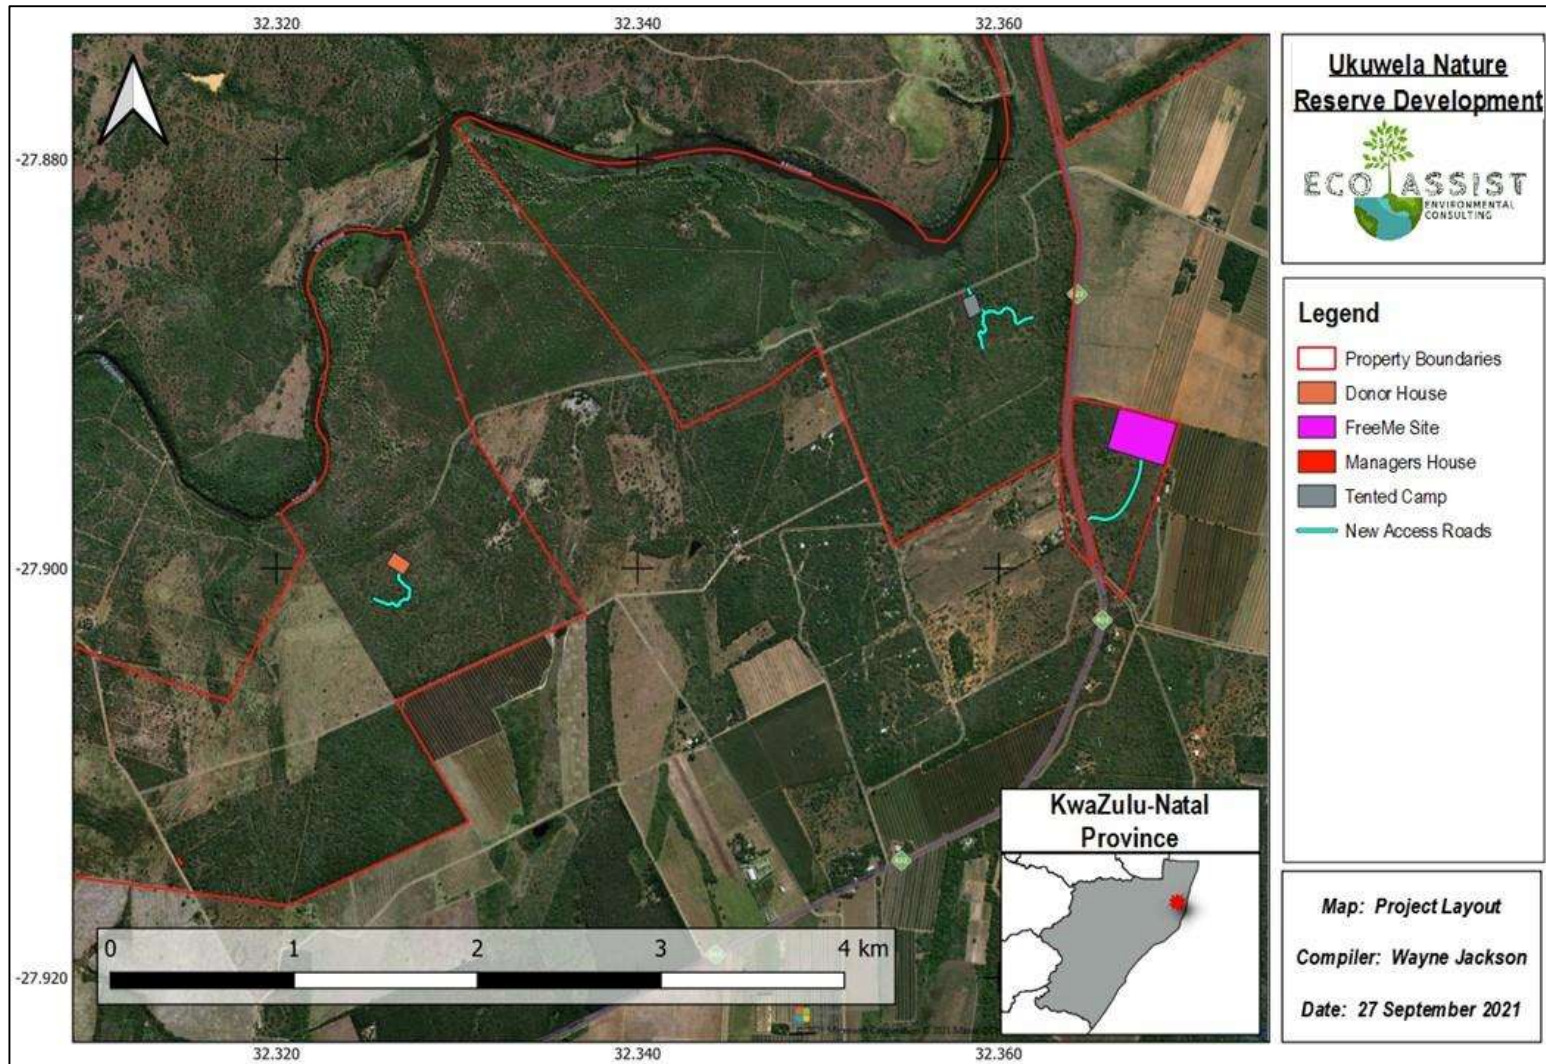 32.320
32.340
32.360
-27.880
-27.900
-27.920
32.320
32.340
32.360
0
1
2
3
4 km
KwaZulu-Natal
Province
Ukuwela Nature
Reserve Development
ECO ASSIST
ENVIRONMENTAL
CONSULTING
Legend
Property Boundaries
Donor House
FreeMe Site
Managers House
Tented Camp
New Access Roads
Map: Project Layout
Compiler: Wayne Jackson
Date: 27 September 2021